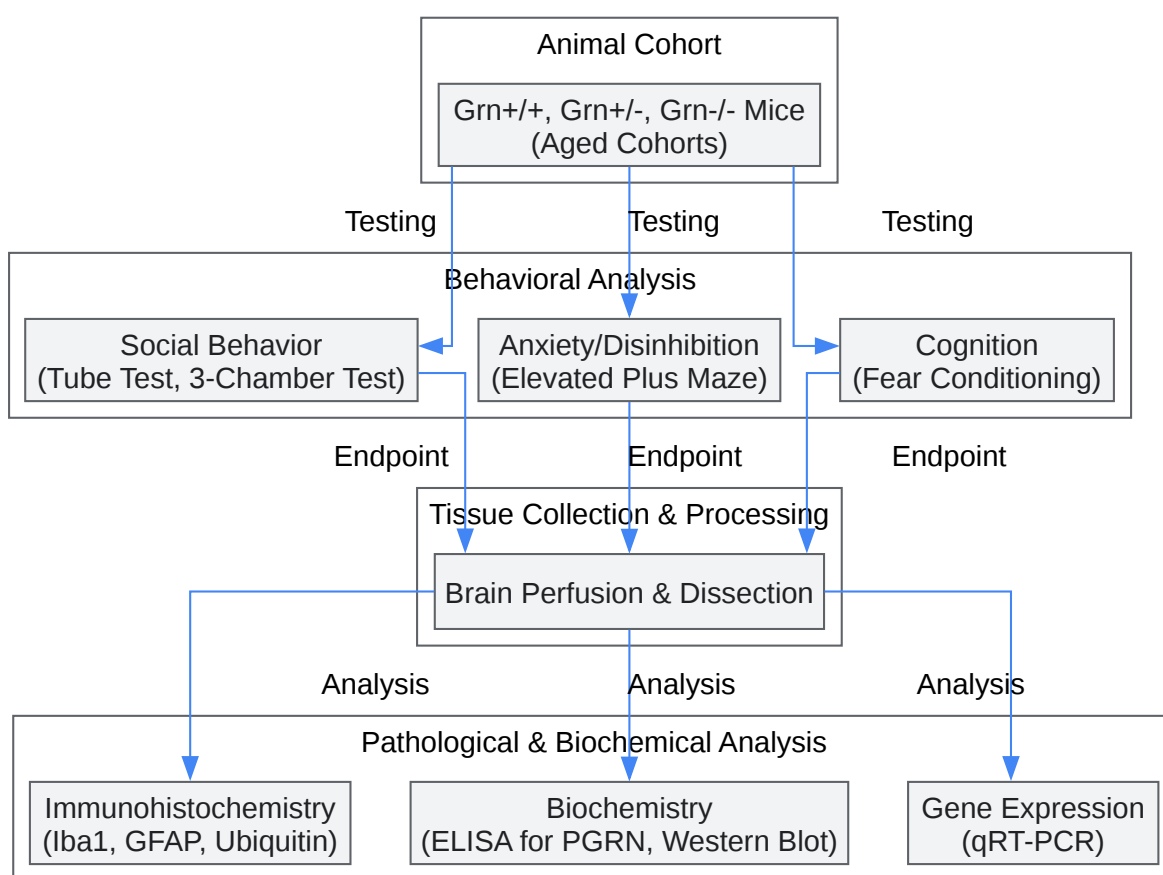 Animal Cohort
Grn+/+, Grn+/-, Grn-/- Mice
(Aged Cohorts)
Testing
Testing
Testing
Behavioral Analysis
Social Behavior
(Tube Test, 3-Chamber Test)
Anxiety/Disinhibition
(Elevated Plus Maze)
Cognition
(Fear Conditioning)
Endpoint
Endpoint
Endpoint
Tissue Collection & Processing
Brain Perfusion & Dissection
Analysis
Analysis
Analysis
Pathological & Biochemical Analysis
Immunohistochemistry
(Iba1, GFAP, Ubiquitin)
Biochemistry
(ELISA for PGRN, Western Blot)
Gene Expression
(qRT-PCR)